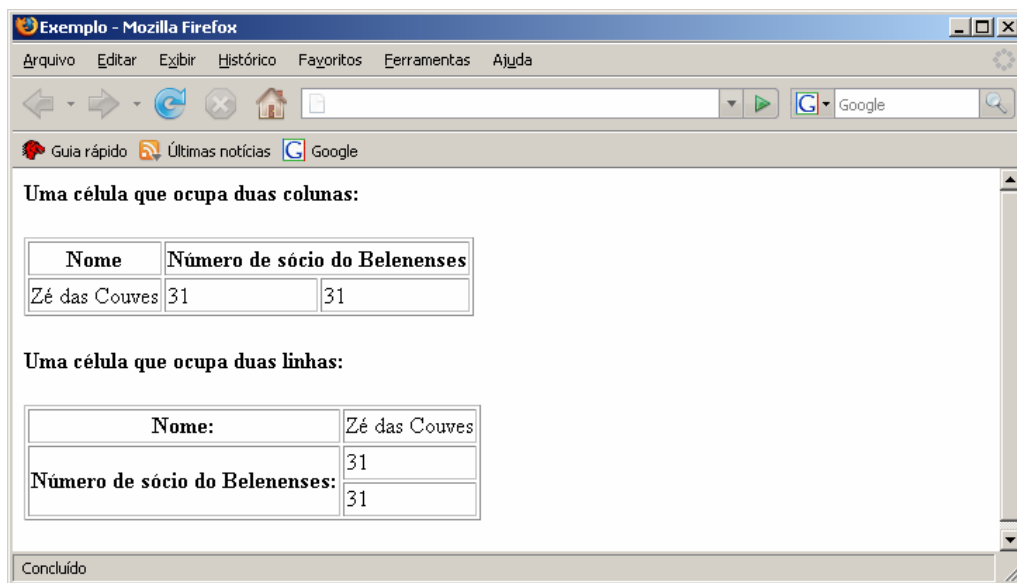 Exemplo - Mozilla Firefox
Arquivo Editar Exibir Histórico Favoritos Ferramentas Ajuda
G Google
Guia rápido Últimas notícias G Google
Uma célula que ocupa duas colunas:
Nome Número de sócio do Belenenses
Zé das Couves 31 31
Uma célula que ocupa duas linhas:
Nome: Zé das Couves
Número de sócio do Belenenses: 31
31
Concluído